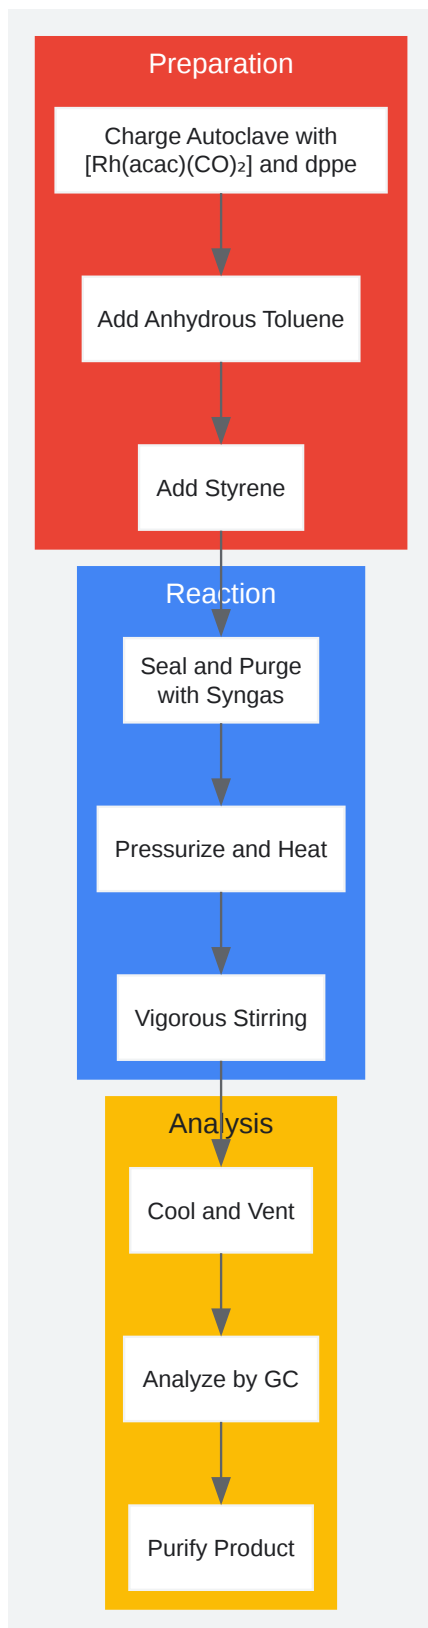 Preparation
Charge Autoclave with
[Rh(acac)(CO)₂] and dppe
Add Anhydrous Toluene
Add Styrene
Reaction
Seal and Purge
with Syngas
Pressurize and Heat
Vigorous Stirring
Analysis
Cool and Vent
Analyze by GC
Purify Product